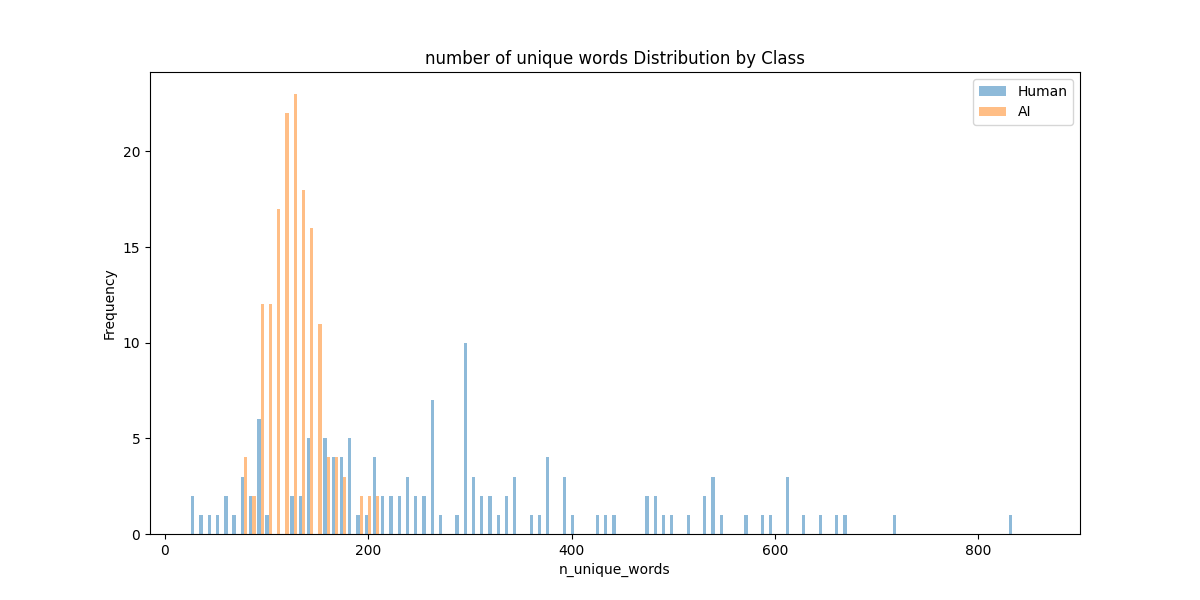 number of unique words Distribution by Class
Human
AI
Frequency
20
15
10
5
0
0 200 400 600 800
n_unique_words